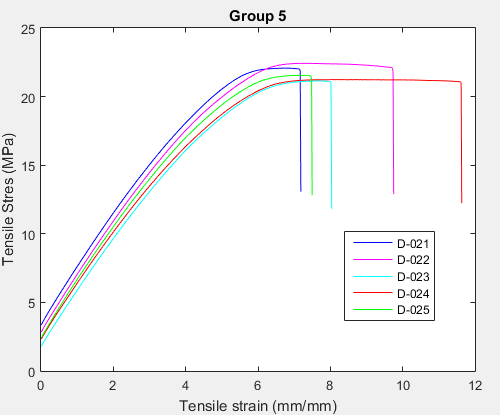 Group 5
25
20
15
10
5
0
Tensile Stres (MPa)
D-021
D-022
D-023
D-024
D-025
0 2 4 6 8 10 12
Tensile strain (mm/mm)